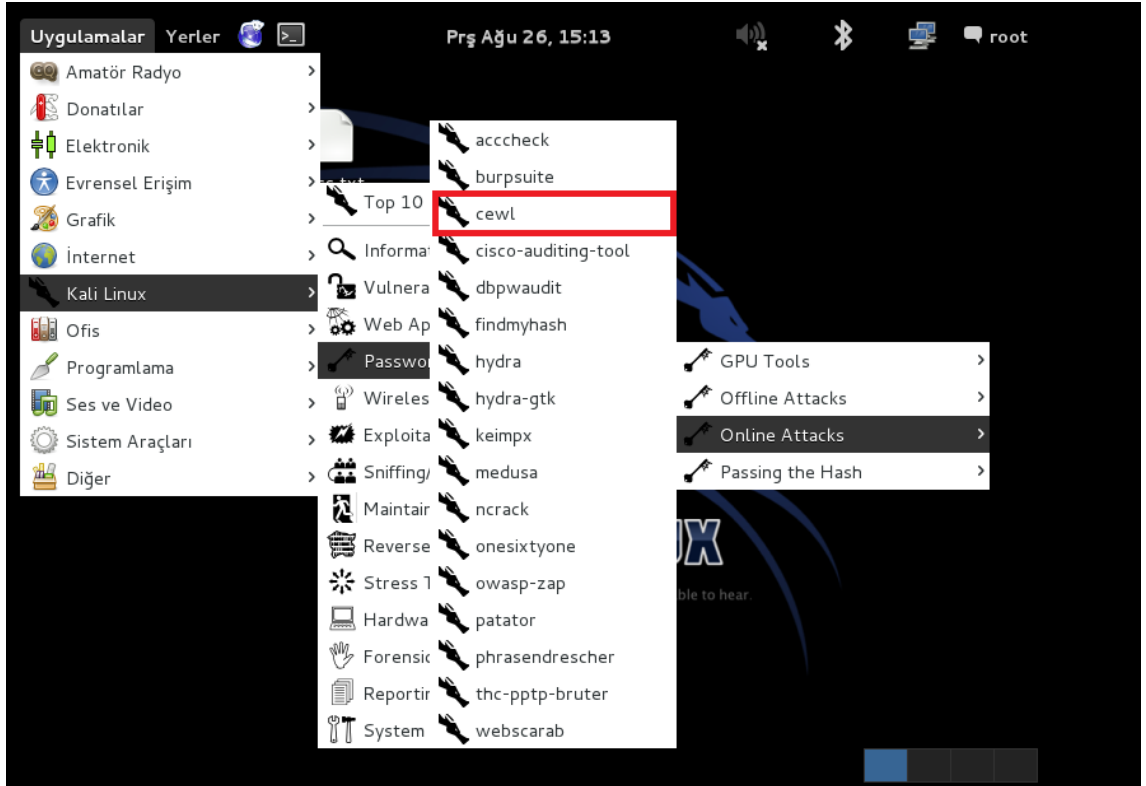 Uygulamalar Yerler Prş Ağu 26, 15:13 root
Amatör Radyo
Donatılar
Elektronik
Evrensel Erişim
Grafik
İnternet
Kali Linux
Ofis
Programlama
Ses ve Video
Sistem Araçları
Diğer
Top 10
Informa
Vulnera
Web Ap
Passwo
Wireles
Exploita
Sniffing/
Maintair
Reverse
Stress T
Hardwa
Forensic
Reportir
System
acccheck
burpsuite
cewl
cisco-auditing-tool
dbpwaudit
findmyhash
hydra
hydra-gtk
keimpx
medusa
ncrack
onesixtyone
owasp-zap
patator
phrasendrescher
thc-pptp-bruter
webscarab
GPU Tools
Offline Attacks
Online Attacks
Passing the Hash
UX
ble to hear.